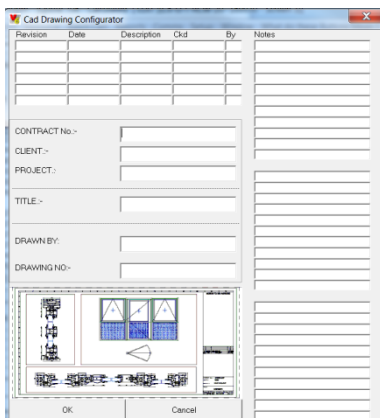 Cad Drawing Configurator
Revision Date Description Ckd By Notes
CONTRACT No.:-
CLIENT:-
PROJECT.:
TITLE.:-
DRAWN BY:
DRAWING NO:-
OK Cancel